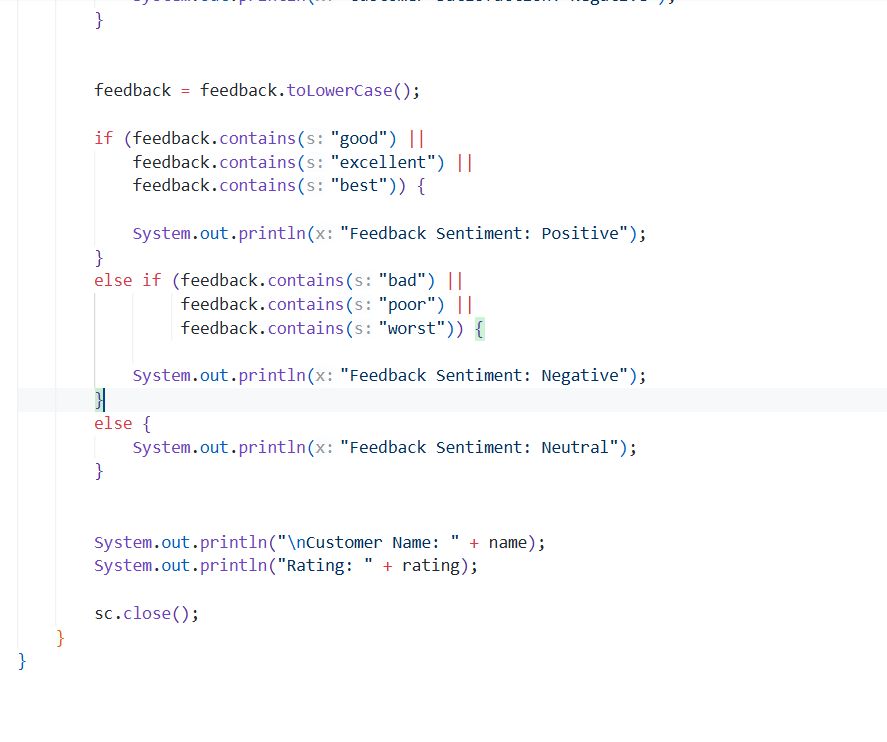 }
feedback = feedback.toLowerCase();
if (feedback.contains(s: "good") ||
feedback.contains(s: "excellent") ||
feedback.contains(s: "best")) {
System.out.println(x: "Feedback Sentiment: Positive");
}
else if (feedback.contains(s: "bad") ||
feedback.contains(s: "poor") ||
feedback.contains(s: "worst")) {
System.out.println(x: "Feedback Sentiment: Negative");
}
else {
System.out.println(x: "Feedback Sentiment: Neutral");
}
System.out.println("\nCustomer Name: " + name);
System.out.println("Rating: " + rating);
sc.close();
}
}